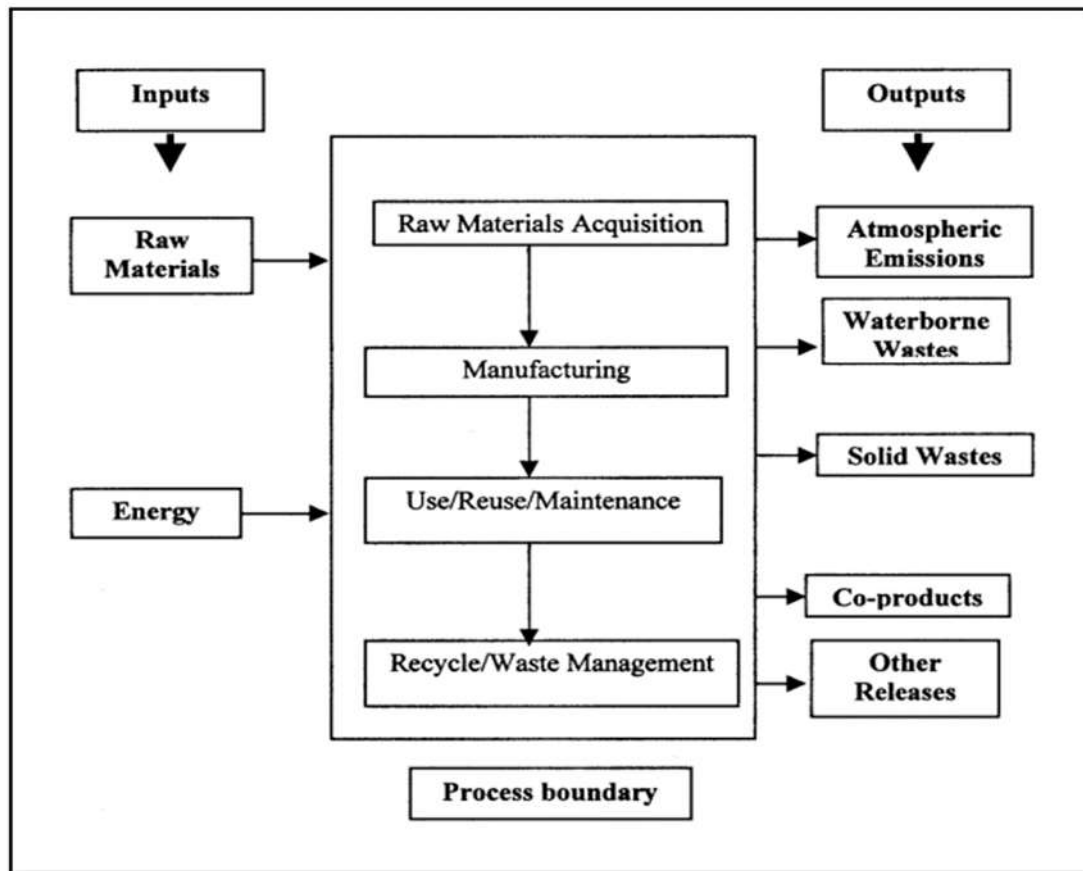 Inputs
Outputs
Raw
Materials
Energy
Raw Materials Acquisition
Manufacturing
Use/Reuse/Maintenance
Recycle/Waste Management
Atmospheric
Emissions
Waterborne
Wastes
Solid Wastes
Co-products
Other
Releases
Process boundary